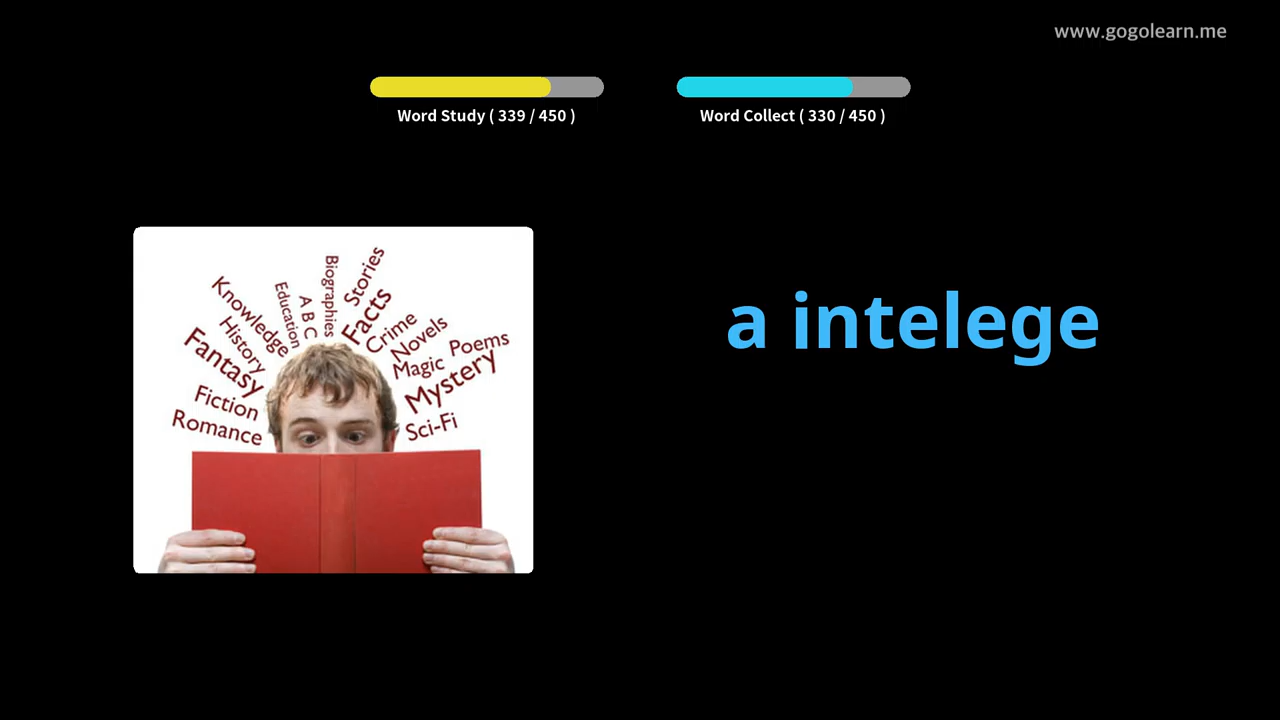 www.gogolearn.me
Word Study ( 339 / 450 )
Word Collect ( 330 / 450 )
Biographies
Stories
Knowledge
Education
A B C
Facts
Crime
History
Novels
Poems
Fantasy
Magic
Mystery
Fiction
Romance
Sci-Fi
a intelege